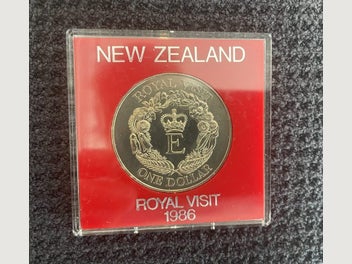 NEW ZEALAND
ROYAL VISIT
E
ONE DOLLAR
ROYAL VISIT
1986